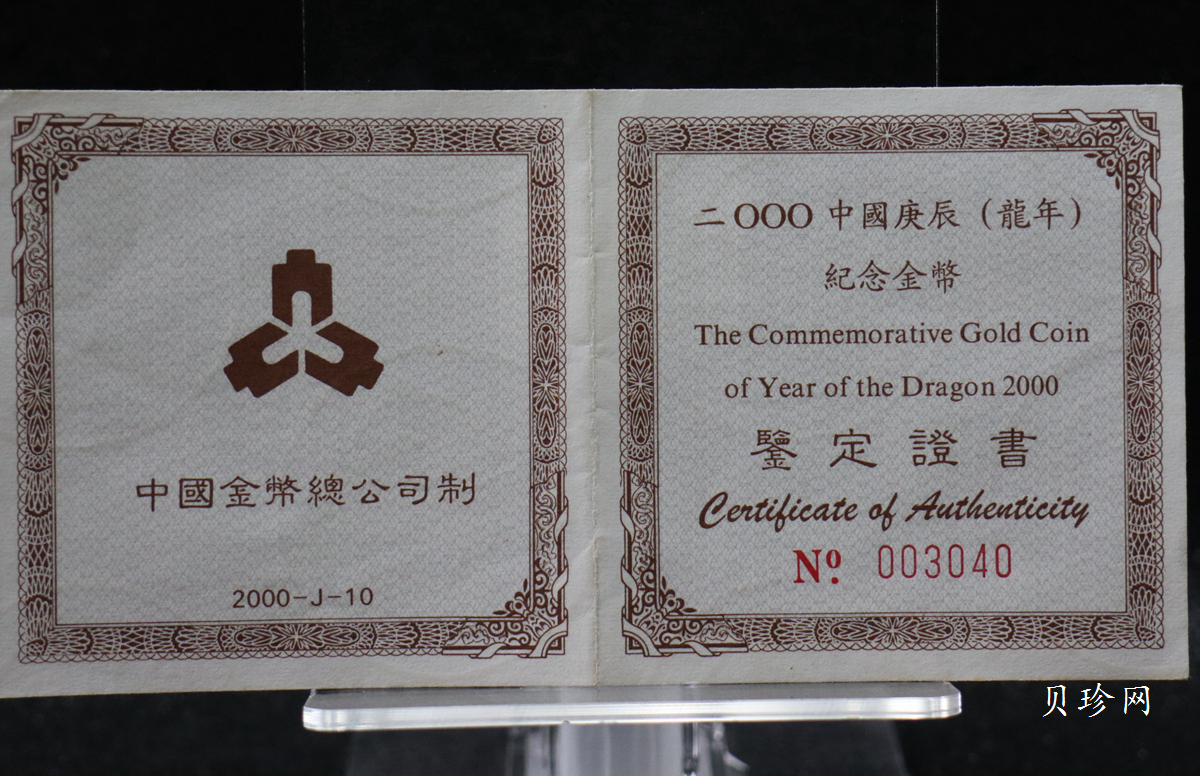 中國金幣總公司制
2000-J-10
二OOO中國庚辰（龍年）
紀念金幣
The Commemorative Gold Coin
of Year of the Dragon 2000
鑒定證書
Certificate of Authenticity
Nº. 003040
贝珍网